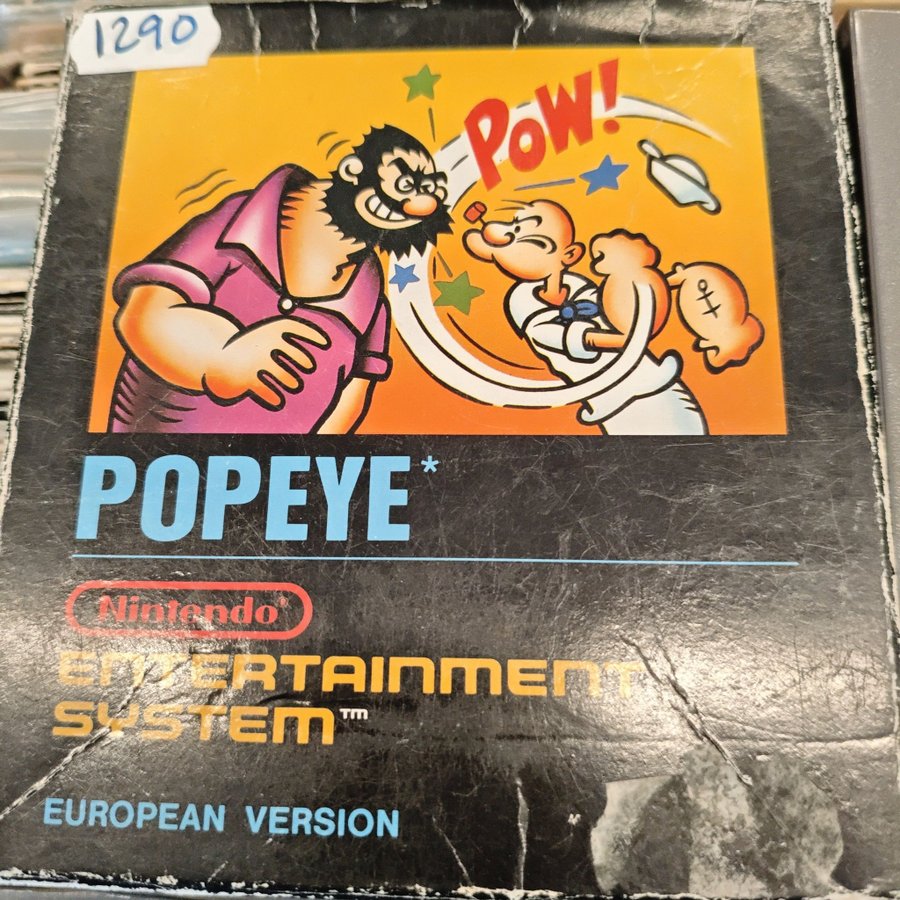 1290
POW!
POPEYE*
Nintendo®
ENTERTAINMENT
SYSTEM™
EUROPEAN VERSION